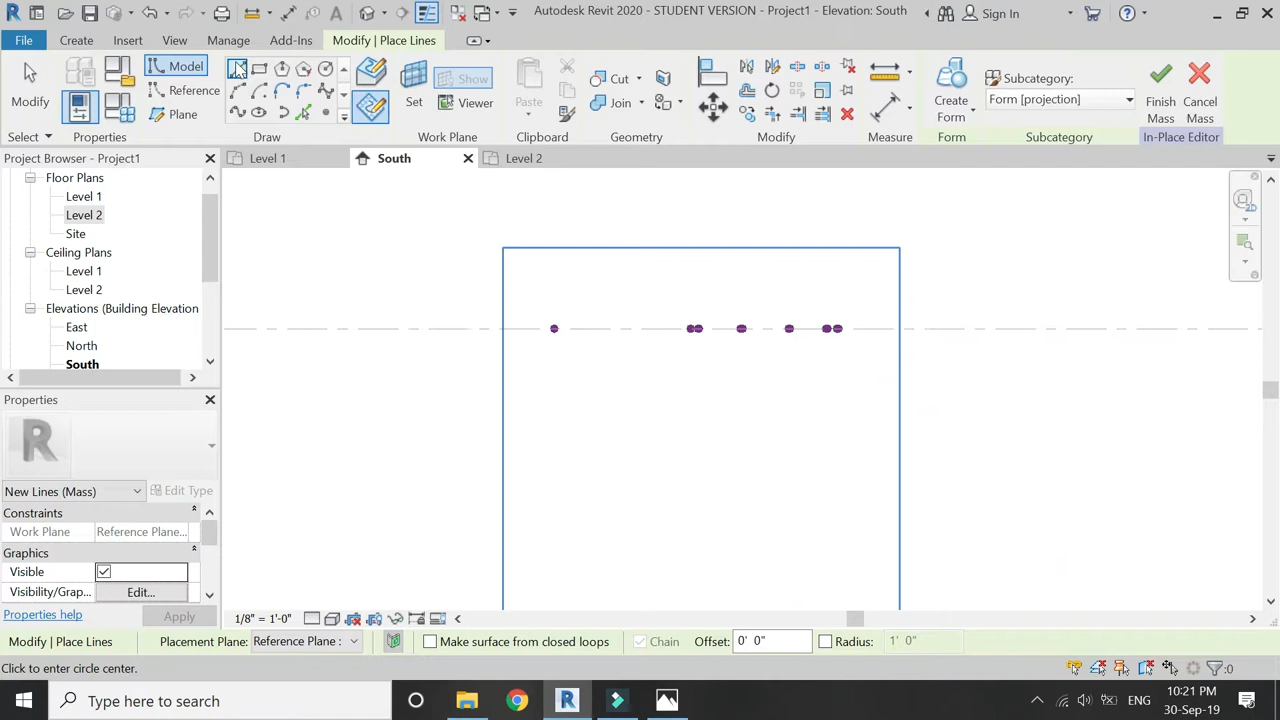 Autodesk Revit 2020 - STUDENT VERSION - Project1 - Elevation: South
Sign In
File
Create
Insert
View
Manage
Add-Ins
Modify | Place Lines
Modify
Model
Reference
Plane
Set
Show
Viewer
Paste
Cut
Join
Create
Form
Subcategory:
Form [projection]
Finish
Mass
Cancel
Mass
Select
Properties
Draw
Work Plane
Clipboard
Geometry
Modify
Measure
Form
Subcategory
In-Place Editor
Project Browser - Project1
Level 1
South
Level 2
Floor Plans
Level 1
Level 2
Site
Ceiling Plans
Level 1
Level 2
Elevations (Building Elevation
East
North
South
Properties
R
New Lines (Mass)
Edit Type
Constraints
Work Plane
Reference Plane...
Graphics
Visible
Visibility/Grap...
Edit...
Properties help
Apply
1/8" = 1'-0"
Modify | Place Lines
Placement Plane:
Reference Plane :
Make surface from closed loops
Chain
Offset:
0' 0"
Radius:
1' 0"
Click to enter circle center.
:0
Type here to search
ENG
10:21 PM
30-Sep-19